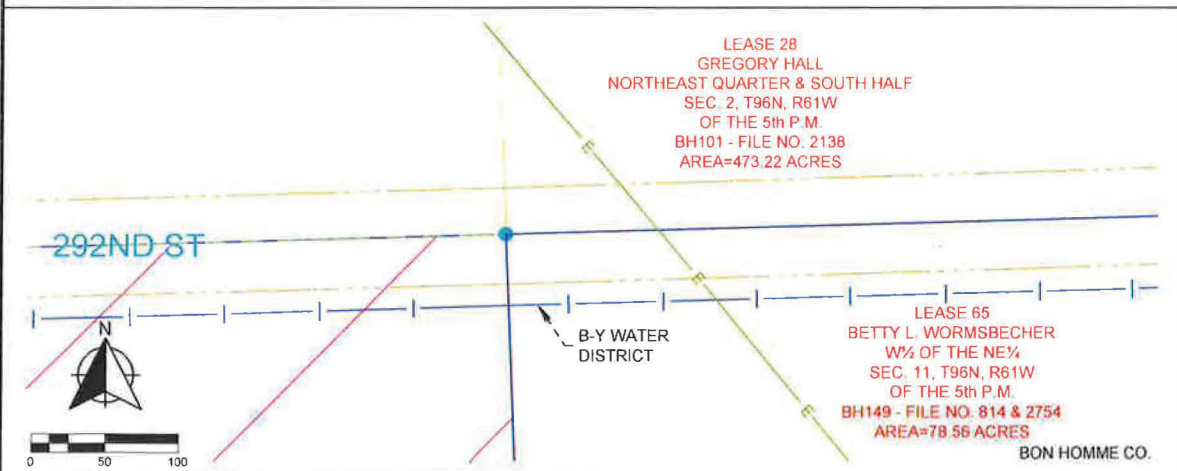 LEASE 28
GREGORY HALL
NORTHEAST QUARTER & SOUTH HALF
SEC. 2, T96N, R61W
OF THE 5th P.M.
BH101 - FILE NO. 2138
AREA=473.22 ACRES
E
292ND ST
E
B-Y WATER
DISTRICT
LEASE 65
BETTY L. WORMSBECHER
W½ OF THE NE¼
SEC. 11, T96N, R61W
OF THE 5th P.M.
BH149 - FILE NO. 814 & 2754
AREA=78.56 ACRES
E
N
0 50 100
BON HOMME CO.